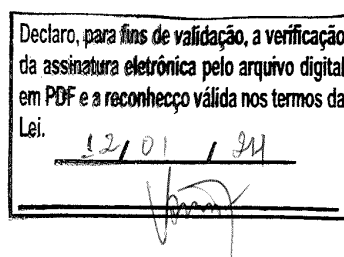 Declaro, para fins de validação, a verificação
da assinatura eletrônica pelo arquivo digital
em PDF e a reconhecço válida nos termos da
Lei.
12/01/24